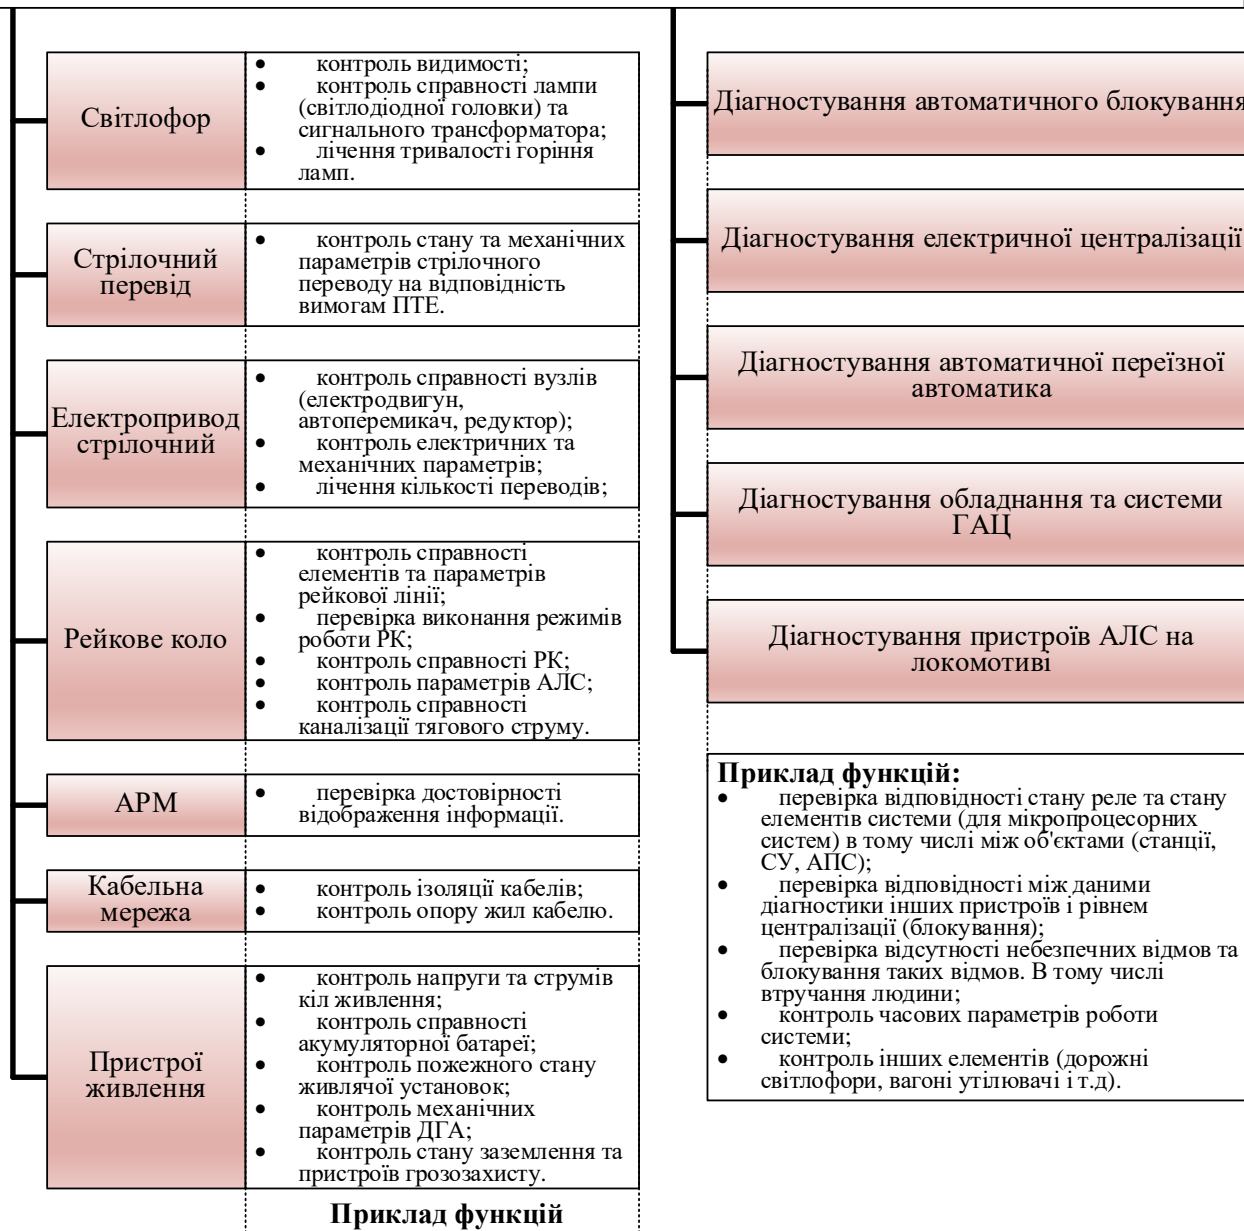 Світлофор
• контроль видимості;
• контроль справності лампи
(світлодіодної головки) та
сигнального трансформатора;
• лічення тривалості горіння
ламп.
Стрілочний
перевід
• контроль стану та механічних
параметрів стрілочного
переводу на відповідність
вимогам ПТЕ.
Електропривод
стрілочний
• контроль справності вузлів
(електродвигун,
автоперемикач, редуктор);
• контроль електричних та
механічних параметрів;
• лічення кількості переводів;
Рейкове коло
• контроль справності
елементів та параметрів
рейкової лінії;
• перевірка виконання режимів
роботи РК;
• контроль справності РК;
• контроль параметрів АЛС;
• контроль справності
каналізації тягового струму.
АРМ
• перевірка достовірності
відображення інформації.
Кабельна
мережа
• контроль ізоляції кабелів;
• контроль опору жил кабелю.
Пристрої
живлення
• контроль напруги та струмів
кіл живлення;
• контроль справності
акумуляторної батареї;
• контроль пожежного стану
живлячої установок;
• контроль механічних
параметрів ДГА;
• контроль стану заземлення та
пристроїв грозозахисту.
Приклад функцій
Діагностування автоматичного блокування
Діагностування електричної централізації
Діагностування автоматичної переїзної
автоматика
Діагностування обладнання та системи
ГАЦ
Діагностування пристроїв АЛС на
локомотиві
Приклад функцій:
• перевірка відповідності стану реле та стану
елементів системи (для мікропроцесорних
систем) в тому числі між об'єктами (станції,
СУ, АПС);
• перевірка відповідності між даними
діагностики інших пристроїв і рівнем
централізації (блокування);
• перевірка відсутності небезпечних відмов та
блокування таких відмов. В тому числі
втручання людини;
• контроль часових параметрів роботи
системи;
• контроль інших елементів (дорожні
світлофори, вагоні утілювачі і т.д).